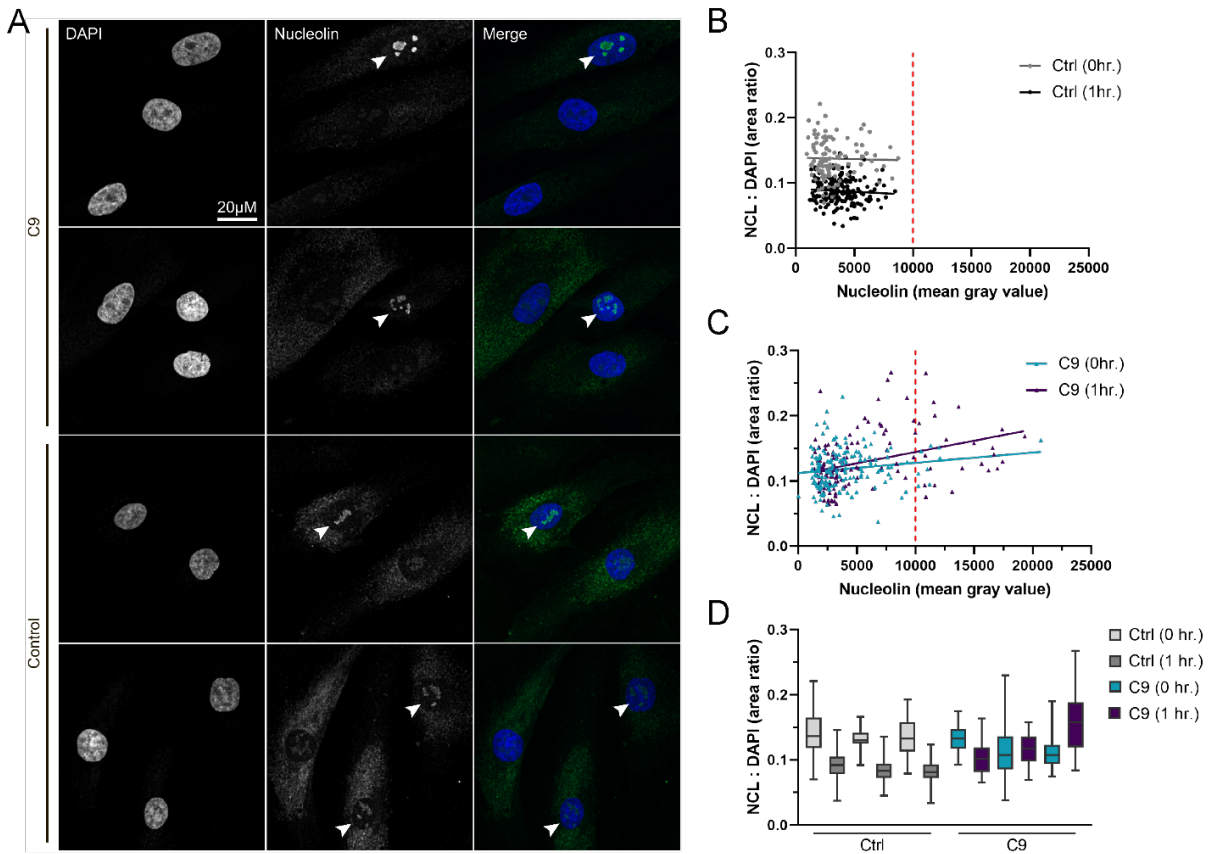 A
DAPI
Nucleolin
Merge
20µM
C9
Control
B
NCL : DAPI (area ratio)
0.3
0.2
0.1
0.0
0 5000 10000 15000 20000 25000
Nucleolin (mean gray value)
Ctrl (0hr.)
Ctrl (1hr.)
C
NCL : DAPI (area ratio)
0.3
0.2
0.1
0.0
0 5000 10000 15000 20000 25000
Nucleolin (mean gray value)
C9 (0hr.)
C9 (1hr.)
D
NCL : DAPI (area ratio)
0.3
0.2
0.1
0.0
Ctrl C9
Ctrl (0 hr.)
Ctrl (1 hr.)
C9 (0 hr.)
C9 (1 hr.)